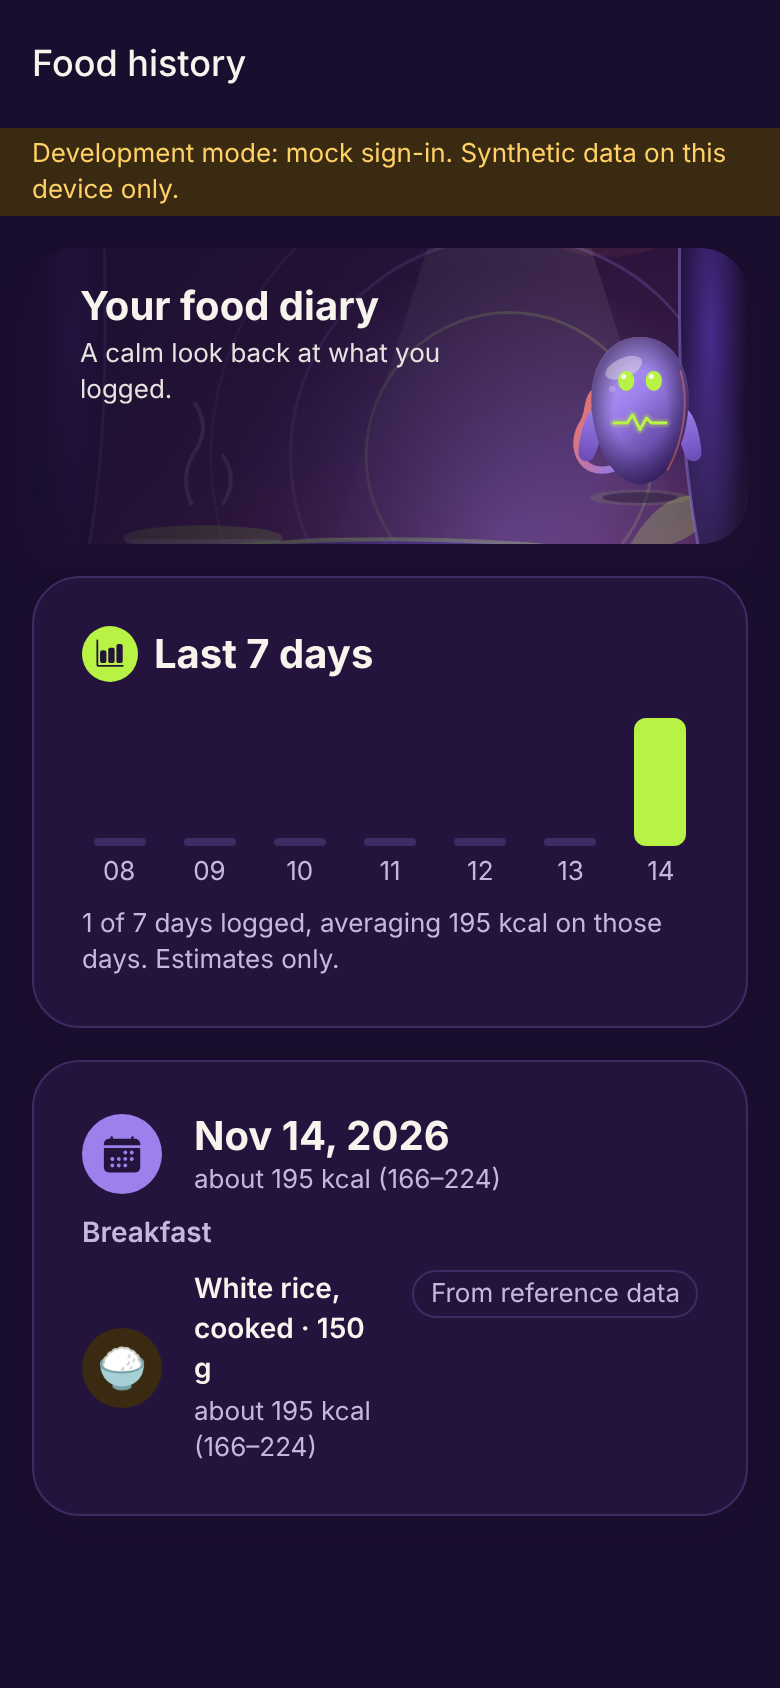 Food history
Development mode: mock sign-in. Synthetic data on this
device only.
Your food diary
A calm look back at what you
logged.
Last 7 days
08 09 10 11 12 13 14
1 of 7 days logged, averaging 195 kcal on those
days. Estimates only.
Nov 14, 2026
about 195 kcal (166–224)
Breakfast
White rice,
cooked · 150
g
From reference data
about 195 kcal
(166–224)